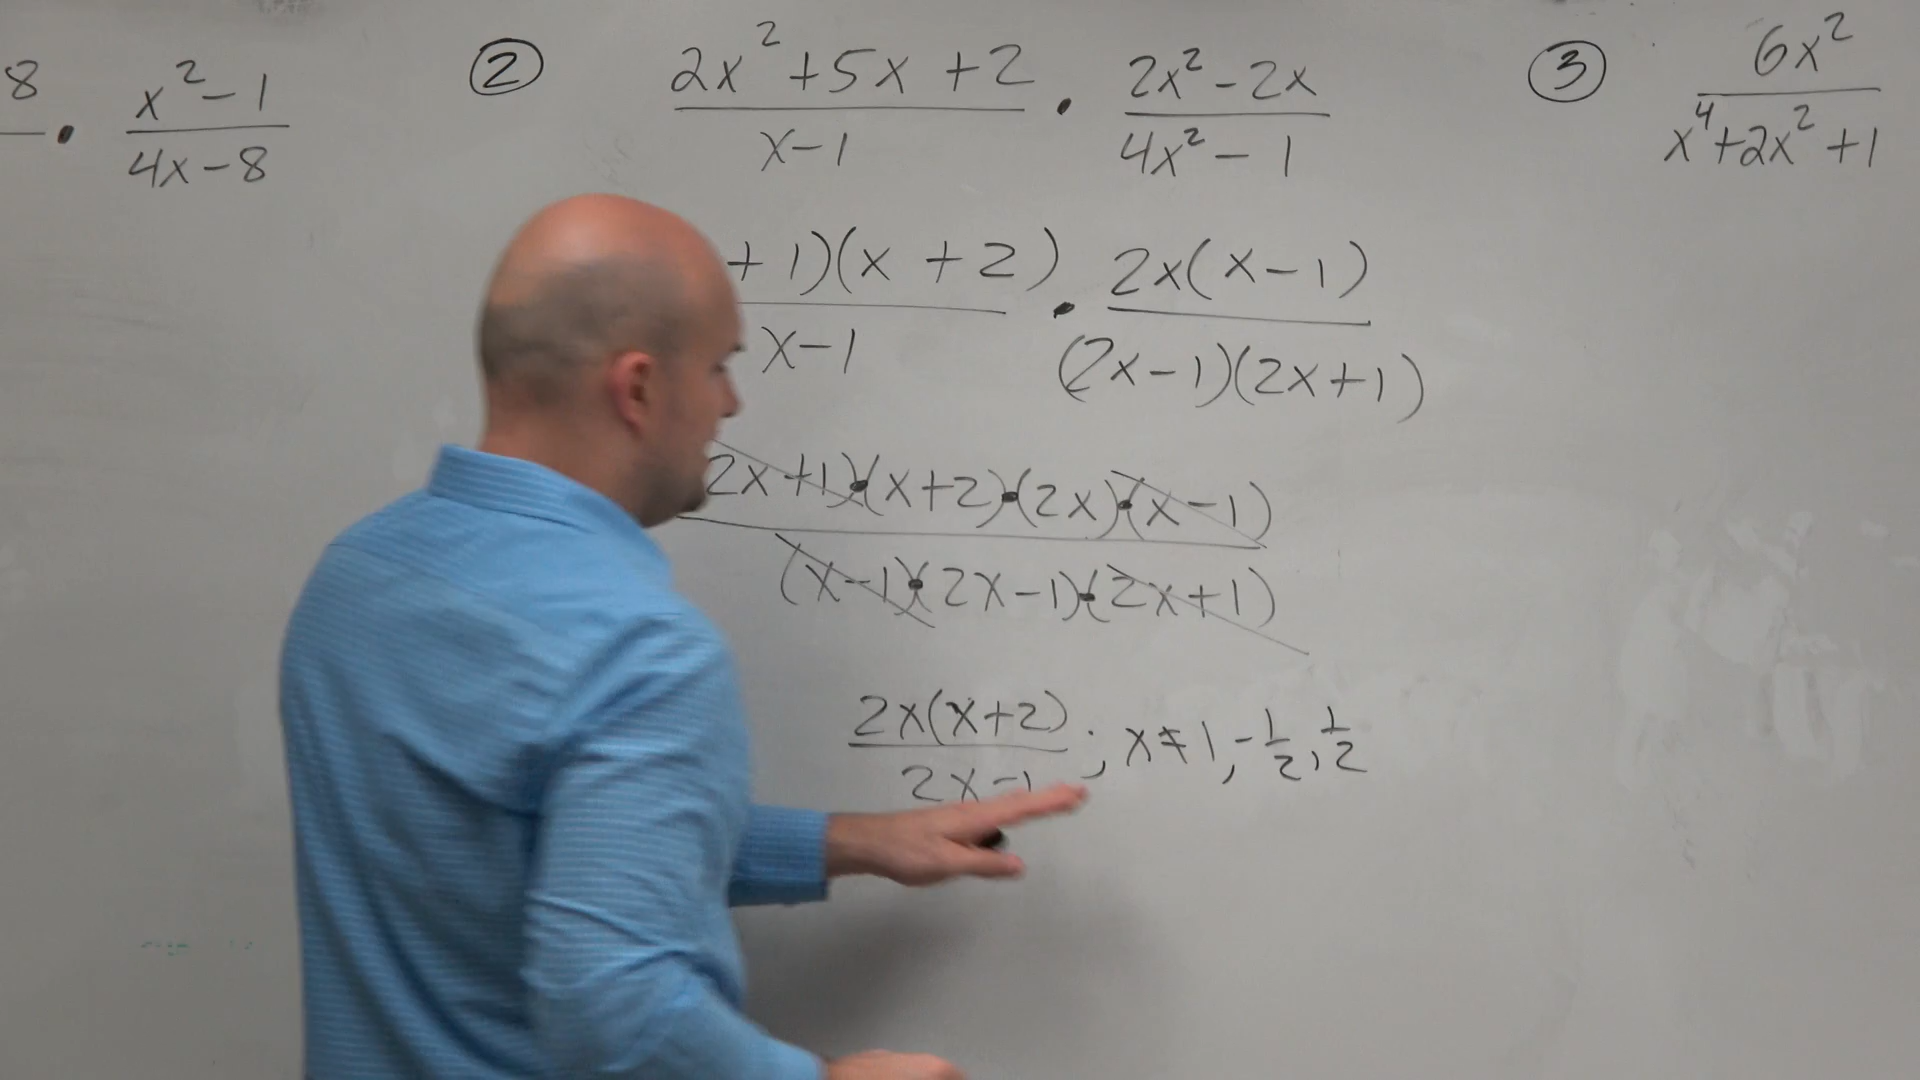 8 · x² - 1
4x - 8
② 2x² + 5x + 2 · 2x² - 2x
x - 1 4x² - 1
+ 1)(x + 2) · 2x(x - 1)
x - 1 (2x - 1)(2x + 1)
2x + 1)·(x + 2)·(2x)·(x - 1)
(x - 1)·(2x - 1)·(2x + 1)
2x(x + 2) ; x ≠ 1, -1/2, 1/2
2x - 1
③ 6x²
x⁴ + 2x² + 1